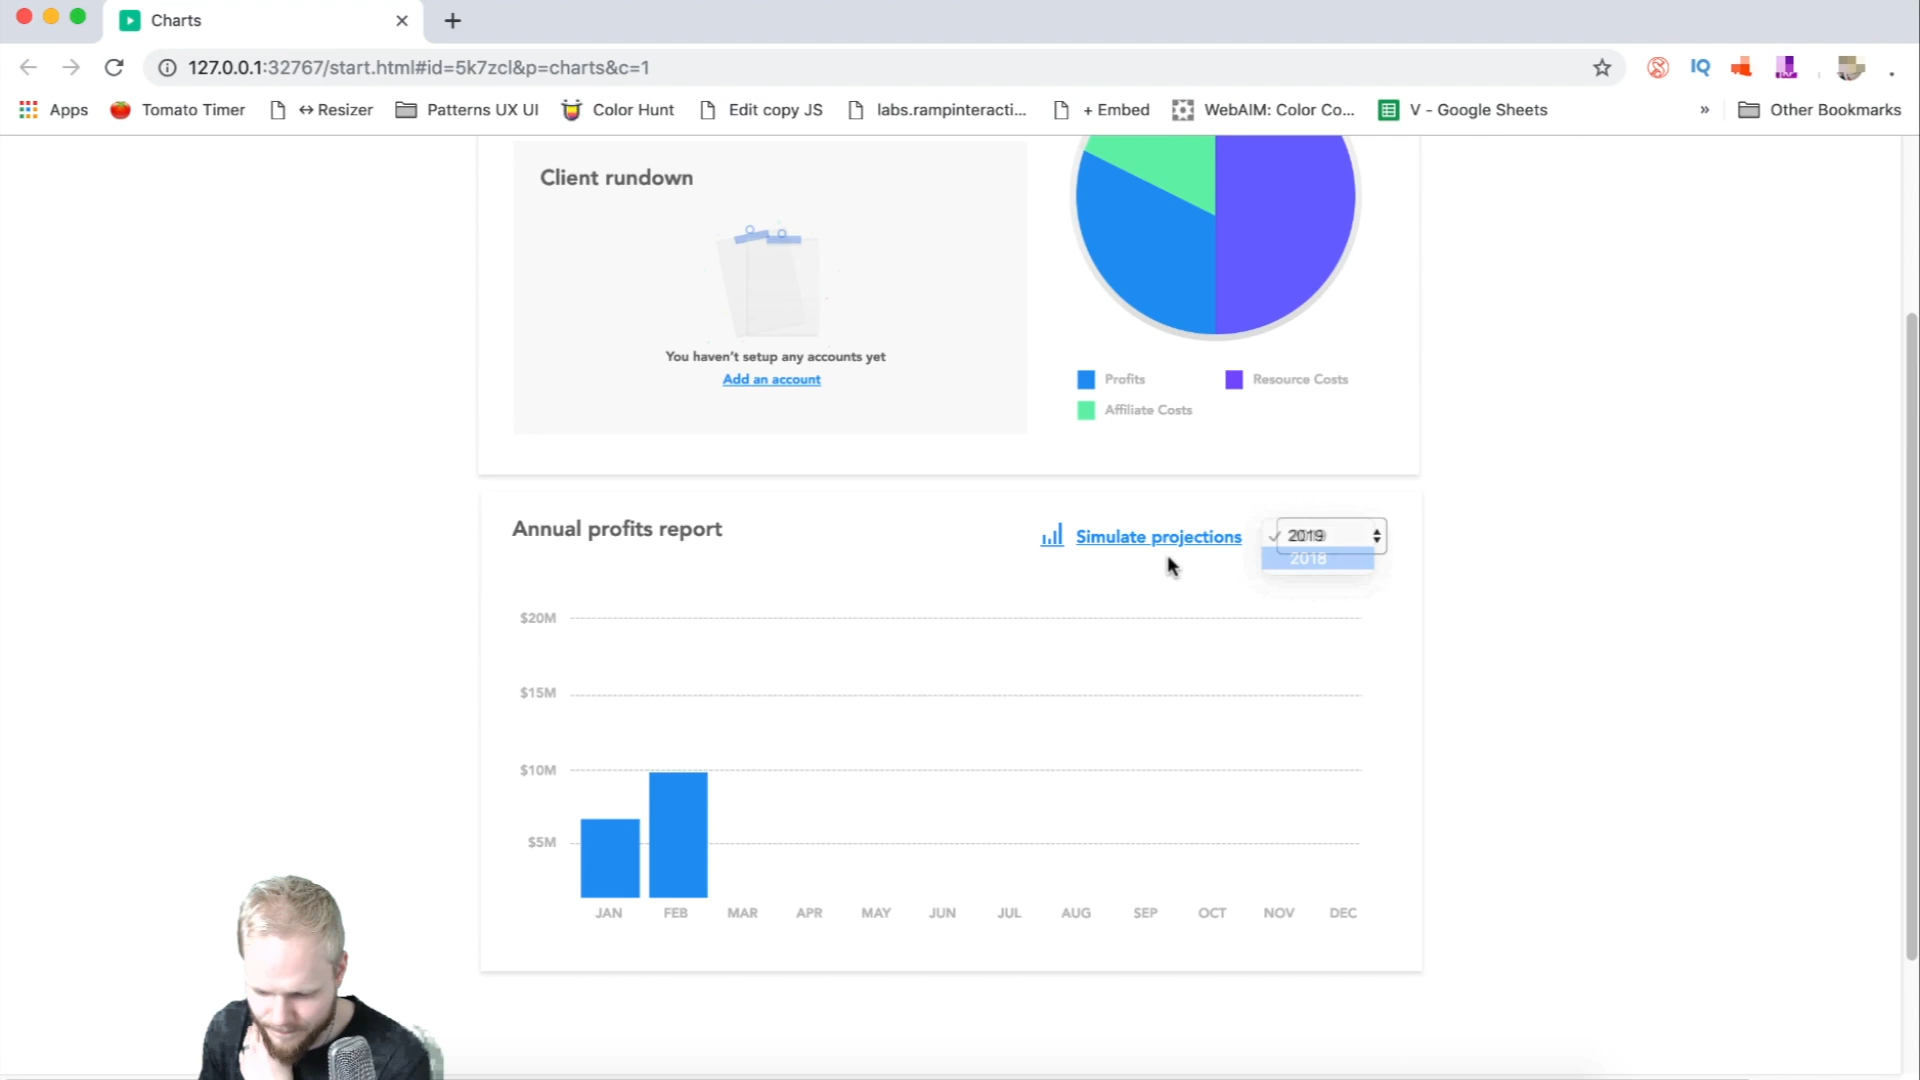 Charts
127.0.0.1:32767/start.html#id=5k7zcl&p=charts&c=1
IQ
Apps Tomato Timer ↔ Resizer Patterns UX UI Color Hunt Edit copy JS labs.rampinteracti... + Embed WebAIM: Color Co... V - Google Sheets » Other Bookmarks
Client rundown
You haven't setup any accounts yet
Add an account
Profits Resource Costs
Affiliate Costs
Annual profits report
Simulate projections
2019
2018
$20M
$15M
$10M
$5M
JAN FEB MAR APR MAY JUN JUL AUG SEP OCT NOV DEC